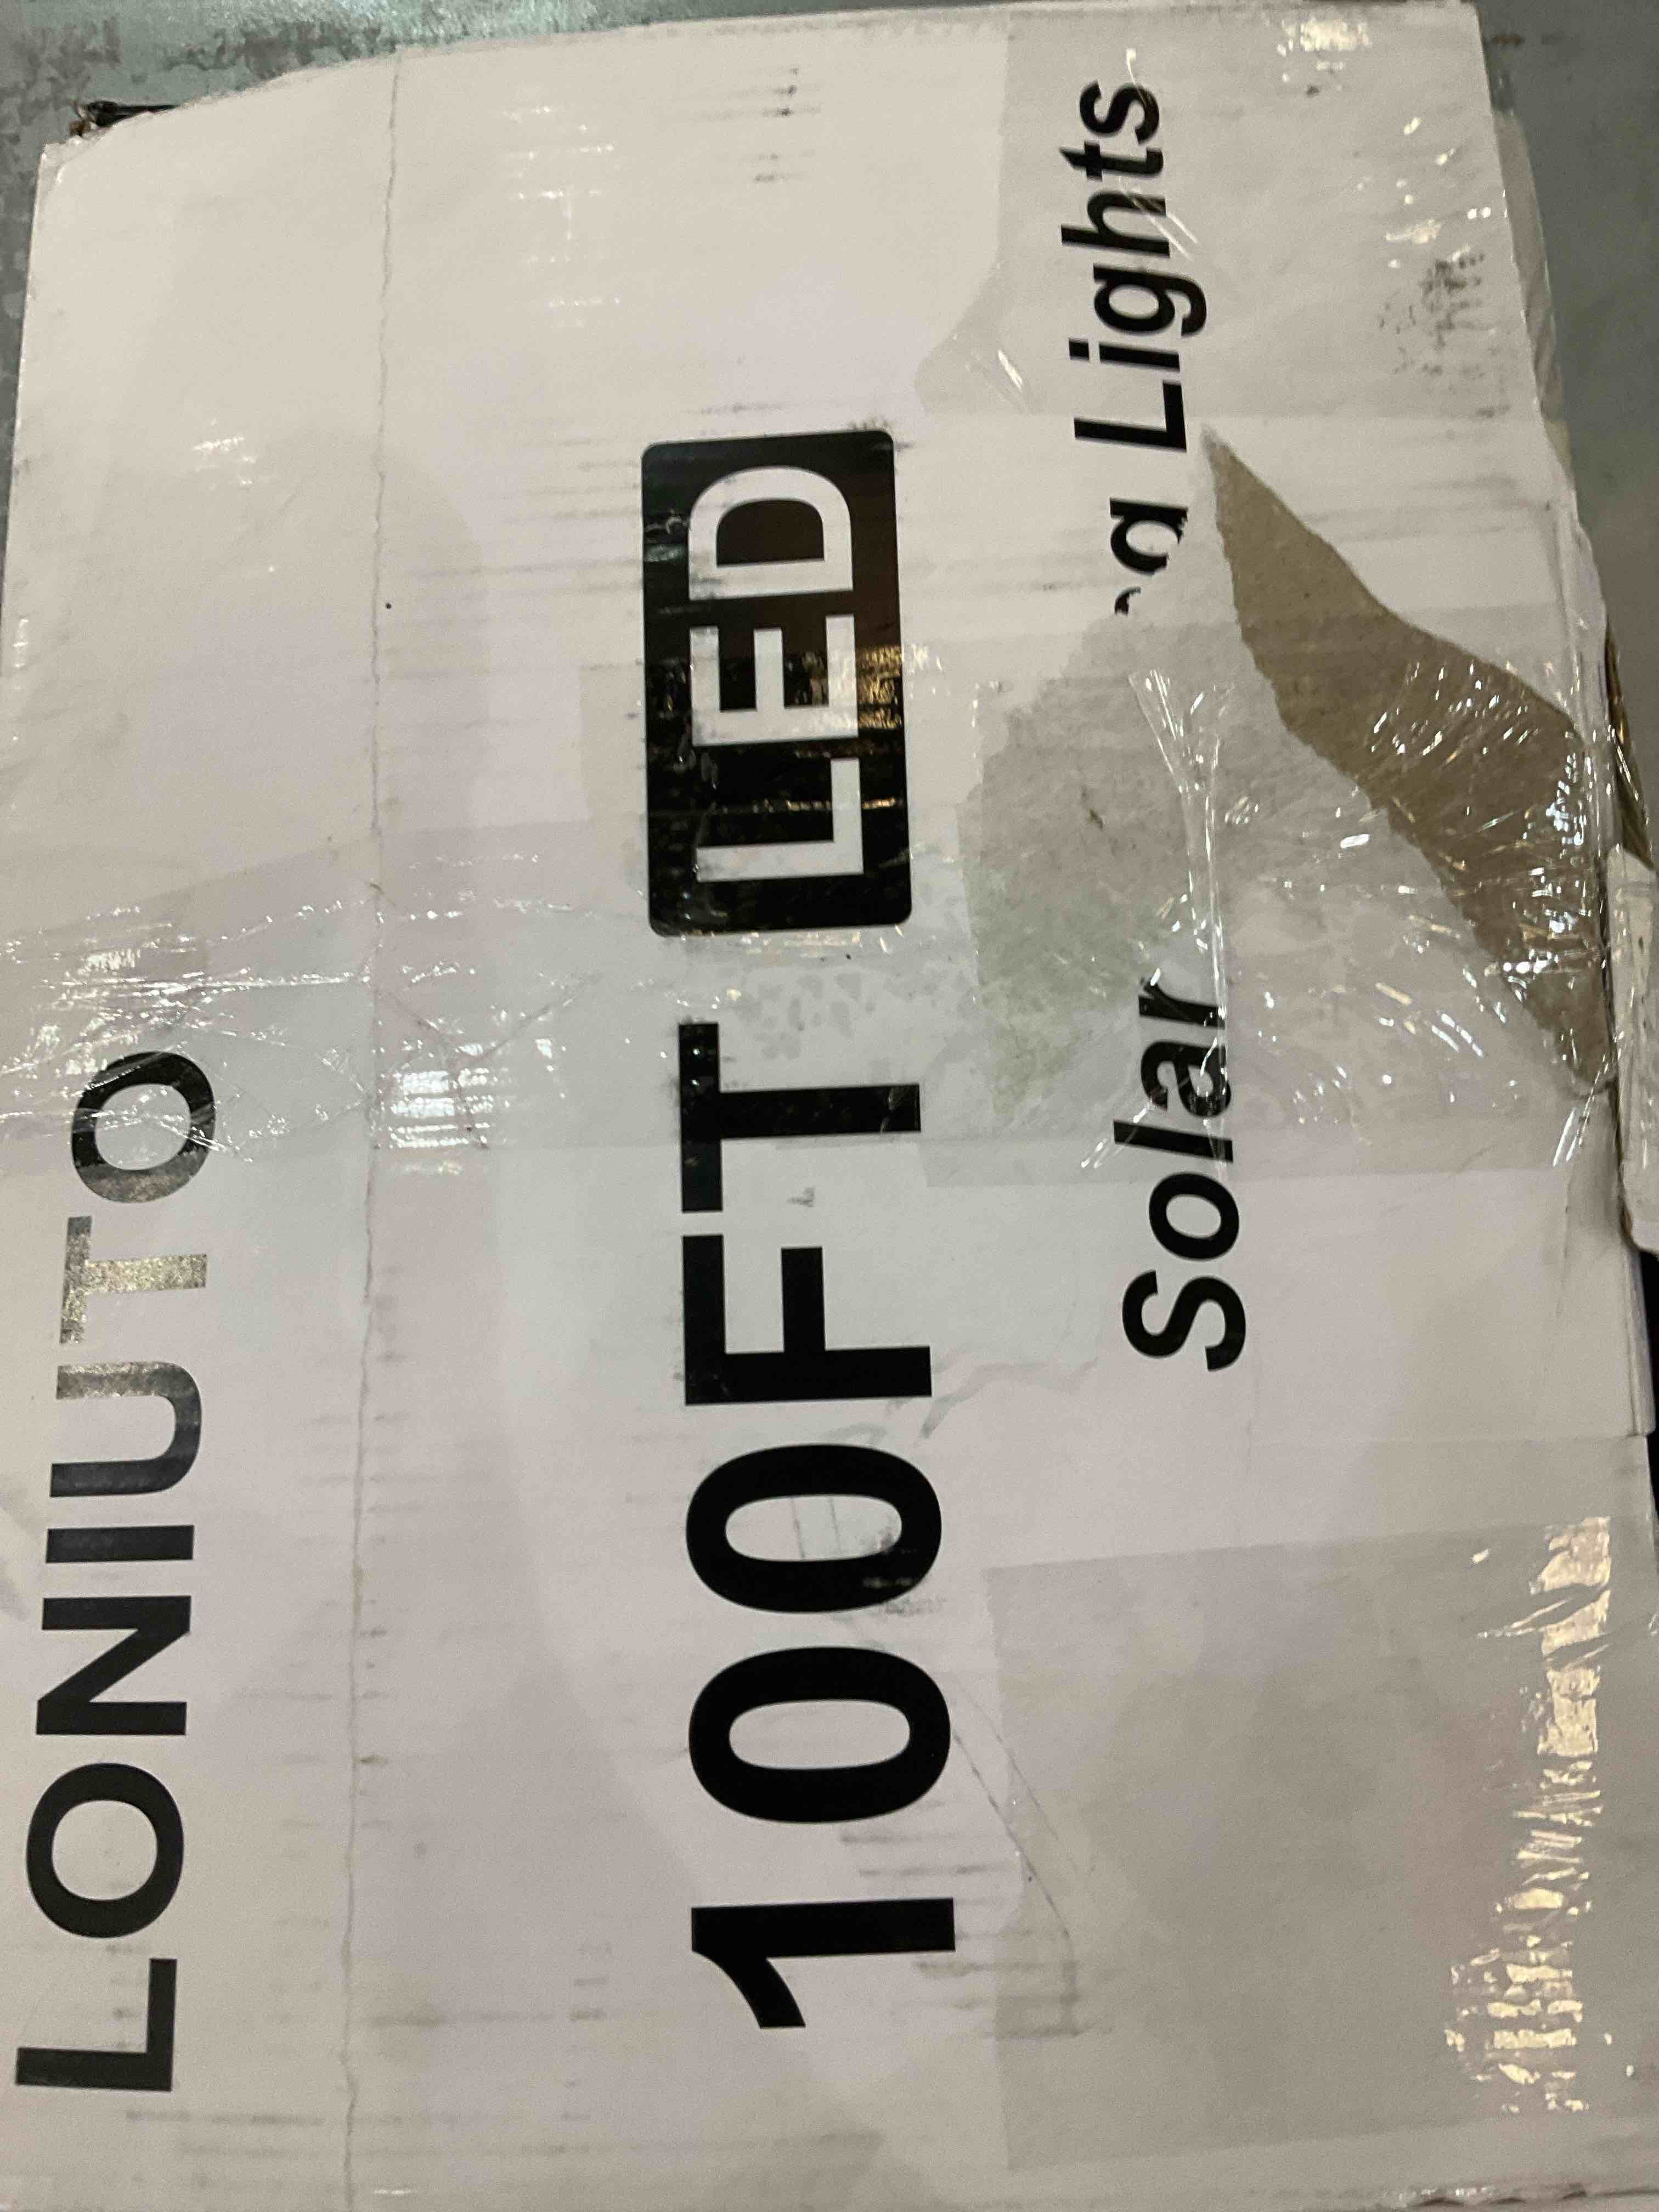 LONIUTO
100FT LED
Solar Lights